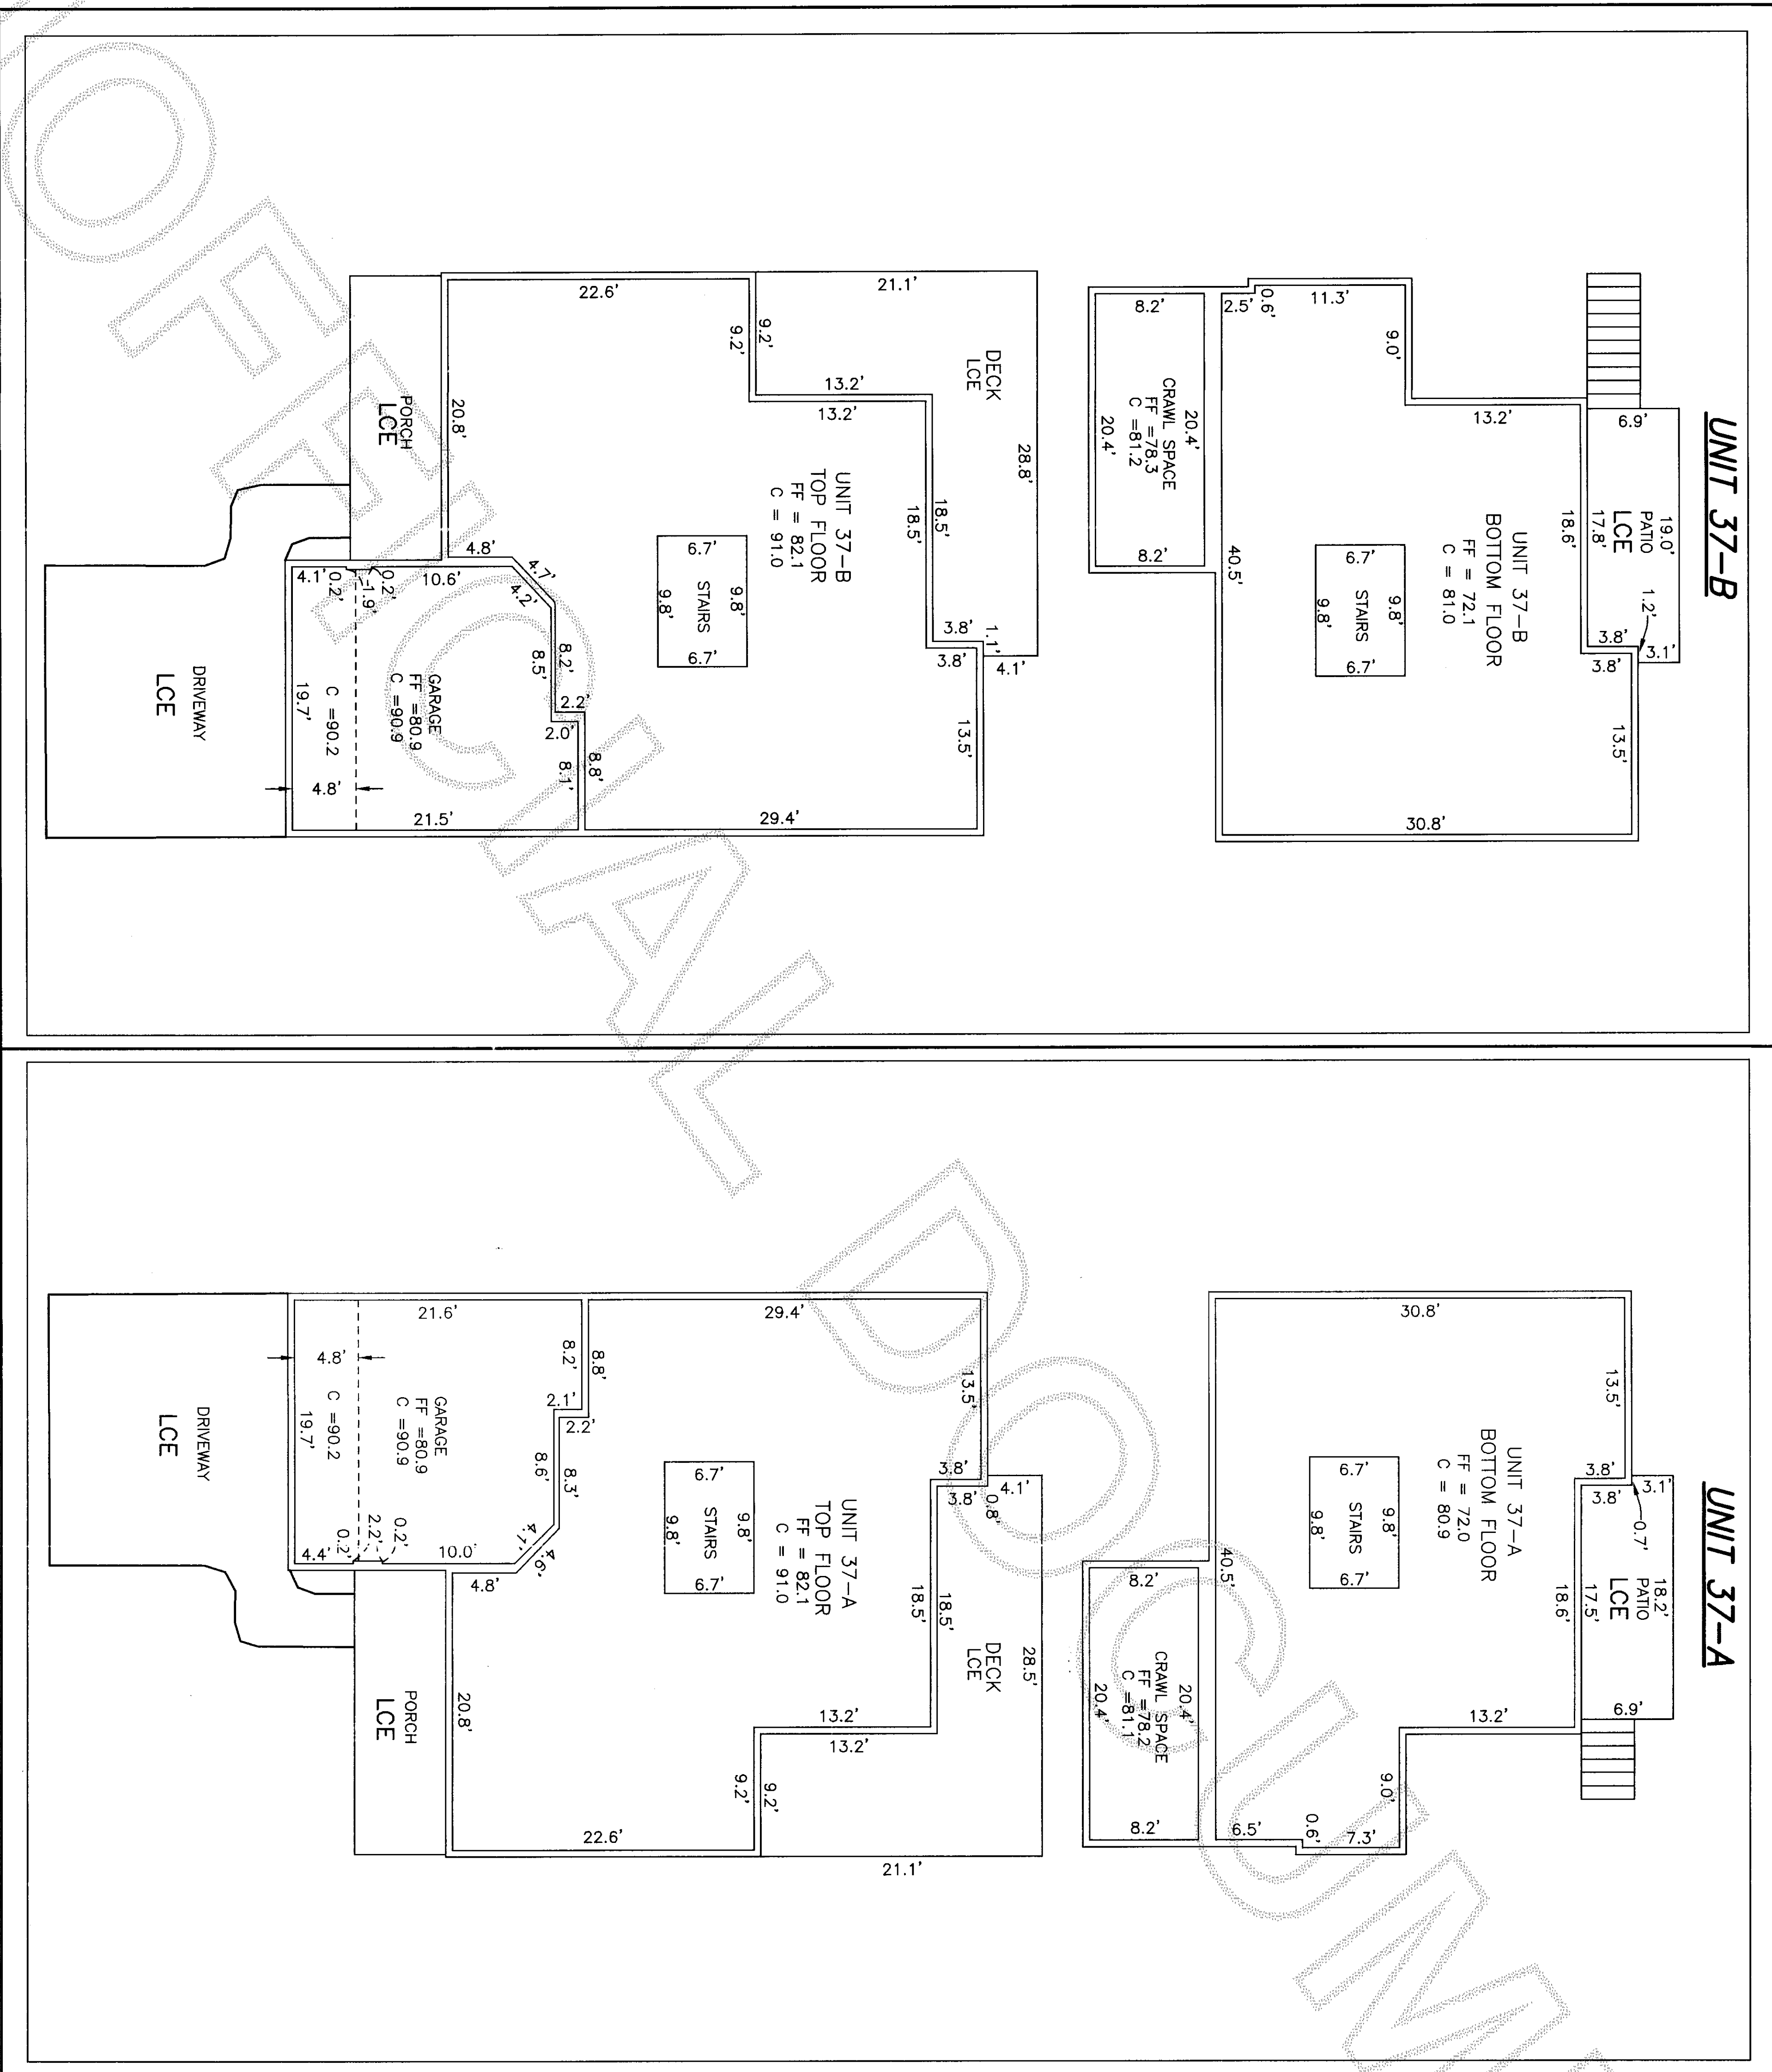 UNIT 37-B
19.0'
PATIO
LCE
17.8'
6.9'
1.2'
3.1'
3.8'
3.8'
18.6'
13.2'
13.5'
9.0'
11.3'
0.6'
2.5'
UNIT 37-B
BOTTOM FLOOR
FF = 72.1
C = 81.0
9.8'
6.7'
STAIRS
6.7'
9.8'
30.8'
40.5'
20.4'
CRAWL SPACE
FF =78.3
C =81.2
20.4'
8.2'
8.2'
28.8'
21.1'
DECK
LCE
4.1'
1.1'
3.8'
3.8'
18.5'
18.5'
13.2'
13.2'
9.2'
9.2'
13.5'
UNIT 37-B
TOP FLOOR
FF = 82.1
C = 91.0
9.8'
6.7'
STAIRS
6.7'
9.8'
22.6'
29.4'
20.8'
4.8'
4.7'
4.2'
8.2'
8.5'
2.2'
2.0'
8.8'
8.1'
PORCH
LCE
10.6'
0.2'
1.9'
0.2'
4.1'
GARAGE
FF =80.9
C =90.9
C =90.2
4.8'
21.5'
19.7'
DRIVEWAY
LCE
UNIT 37-A
18.2'
PATIO
LCE
17.5'
6.9'
0.7'
3.1'
3.8'
3.8'
18.6'
13.2'
13.5'
9.0'
7.3'
0.6'
6.5'
UNIT 37-A
BOTTOM FLOOR
FF = 72.0
C = 80.9
9.8'
6.7'
STAIRS
6.7'
9.8'
30.8'
40.5'
20.4'
CRAWL SPACE
FF =78.2
C =81.1
20.4'
8.2'
8.2'
28.5'
21.1'
DECK
LCE
4.1'
0.8'
3.8'
3.8'
18.5'
18.5'
13.2'
13.2'
9.2'
9.2'
13.5'
UNIT 37-A
TOP FLOOR
FF = 82.1
C = 91.0
9.8'
6.7'
STAIRS
6.7'
9.8'
22.6'
29.4'
20.8'
4.8'
4.6'
4.1'
8.3'
8.6'
2.2'
2.1'
8.8'
8.2'
PORCH
LCE
10.0'
0.2'
2.2'
0.2'
4.4'
GARAGE
FF =80.9
C =90.9
C =90.2
4.8'
21.6'
19.7'
DRIVEWAY
LCE
OFFICIAL DOCUM